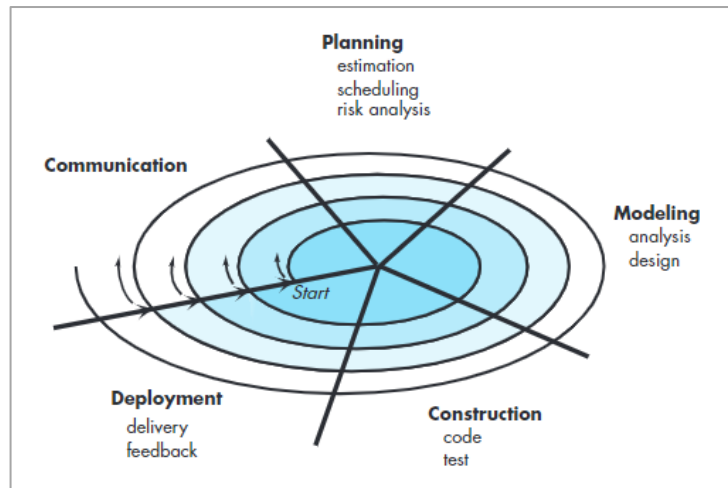 Planning
estimation
scheduling
risk analysis
Communication
Modeling
analysis
design
Start
Deployment
delivery
feedback
Construction
code
test